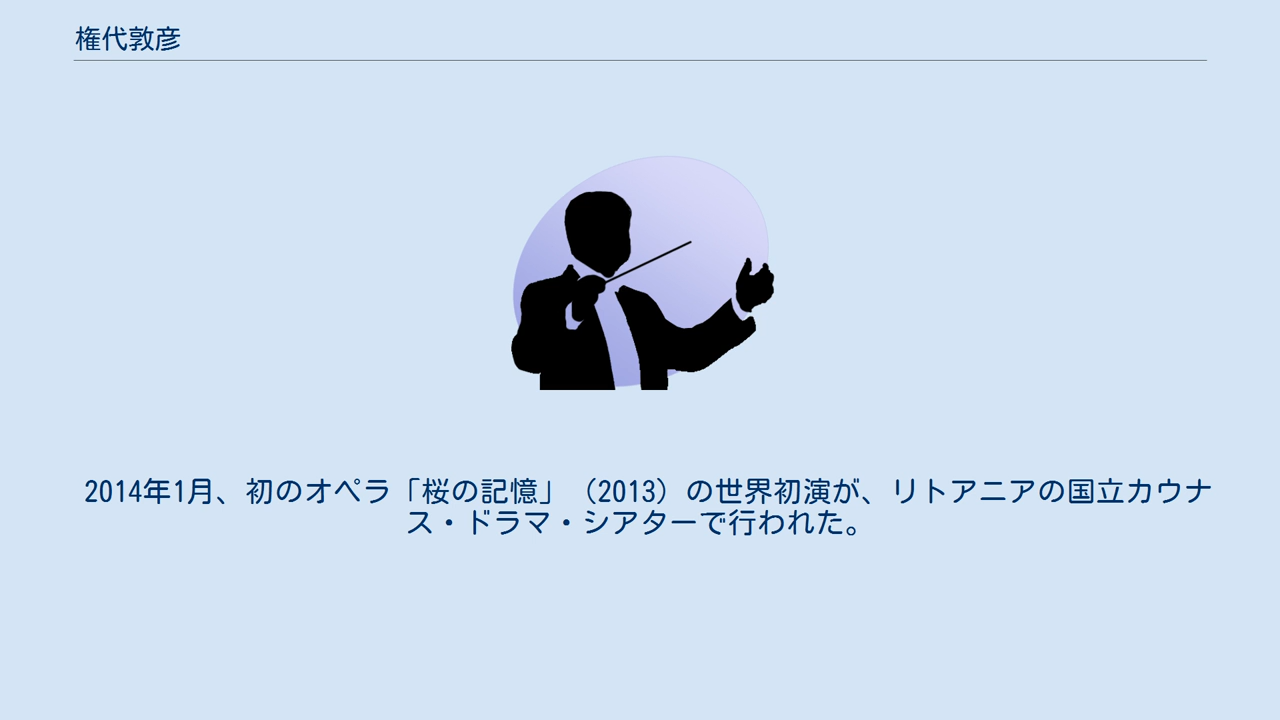 権代敦彦
2014年1月、初のオペラ「桜の記憶」（2013）の世界初演が、リトアニアの国立カウナ
ス・ドラマ・シアターで行われた。